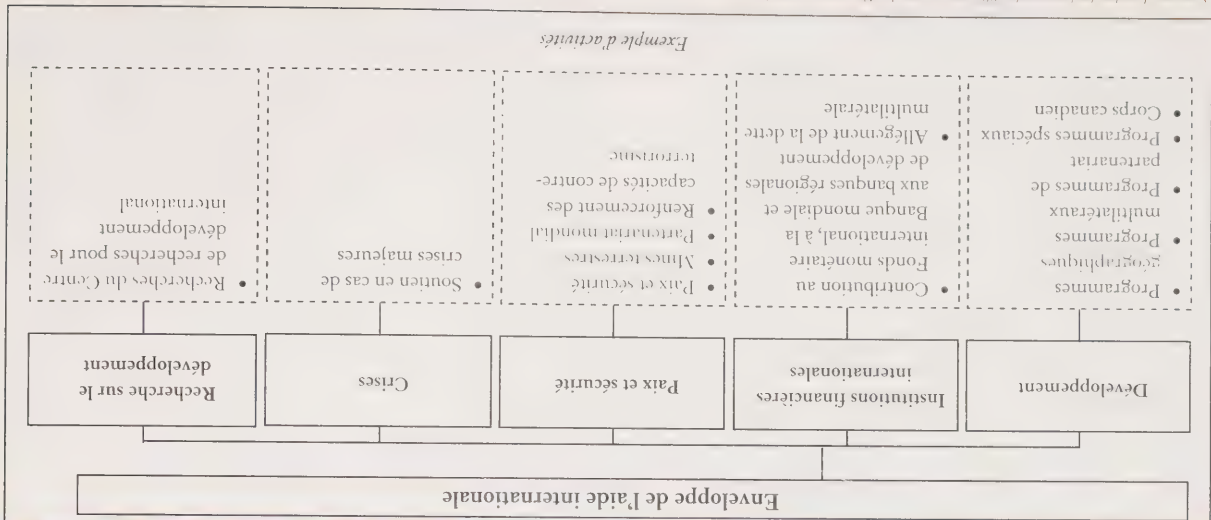 Enveloppe de l'aide internationale
Développement
Institutions financières
internationales
Paix et sécurité
Crises
Recherche sur le
développement
• Programmes
géographiques
• Programmes
multilatéraux
• Programmes de
partenariat
• Programmes spéciaux
• Corps canadien
• Contribution au
Fonds monétaire
international, à la
Banque mondiale et
aux banques régionales
de développement
• Allégement de la dette
multilatérale
• Paix et sécurité
• Mines terrestres
• Partenariat mondial
• Renforcement des
capacités de contre-
terrorisme
• Soutien en cas de
crises majeures
• Recherches du Centre
de recherches pour le
développement
international
Exemple d'activités